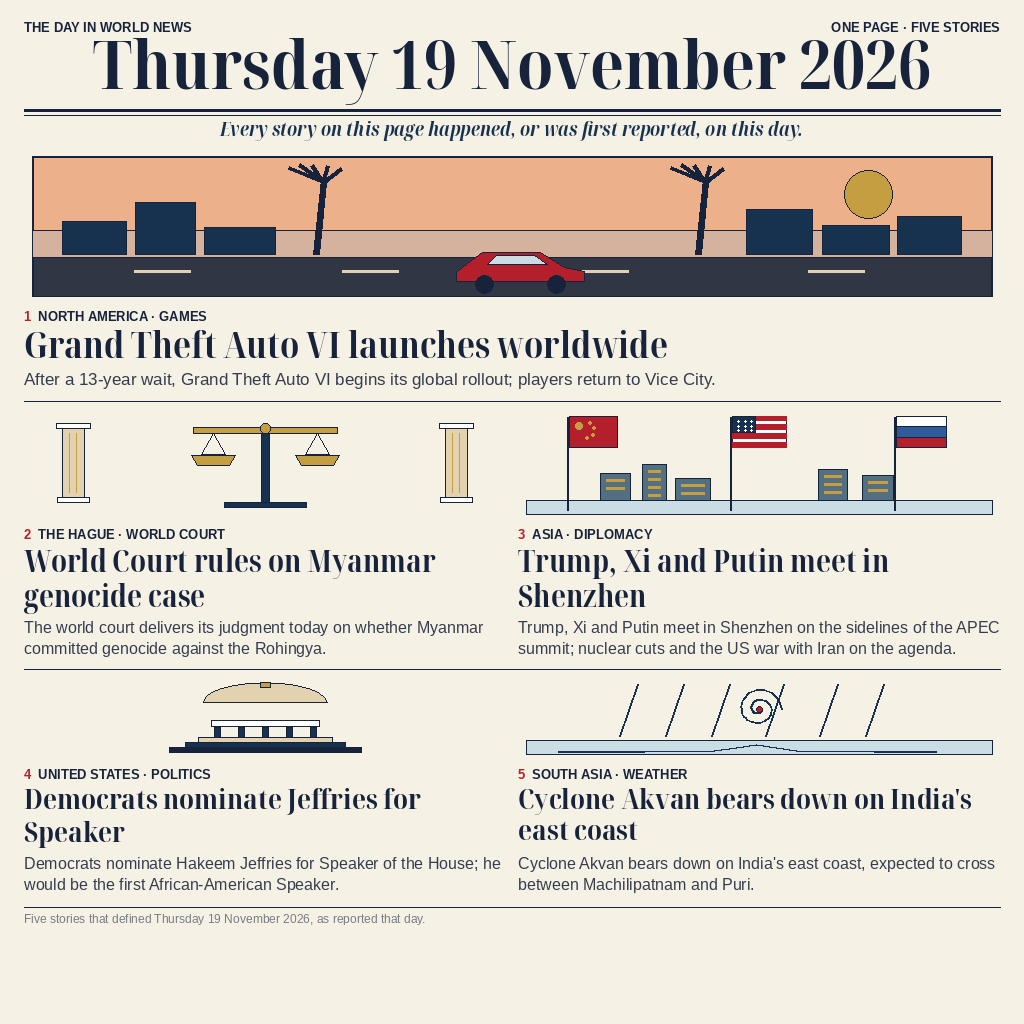 THE DAY IN WORLD NEWS
ONE PAGE · FIVE STORIES
Thursday 19 November 2026
Every story on this page happened, or was first reported, on this day.
1 NORTH AMERICA · GAMES
Grand Theft Auto VI launches worldwide
After a 13-year wait, Grand Theft Auto VI begins its global rollout; players return to Vice City.
2 THE HAGUE · WORLD COURT
World Court rules on Myanmar
genocide case
The world court delivers its judgment today on whether Myanmar
committed genocide against the Rohingya.
3 ASIA · DIPLOMACY
Trump, Xi and Putin meet in
Shenzhen
Trump, Xi and Putin meet in Shenzhen on the sidelines of the APEC
summit; nuclear cuts and the US war with Iran on the agenda.
4 UNITED STATES · POLITICS
Democrats nominate Jeffries for
Speaker
Democrats nominate Hakeem Jeffries for Speaker of the House; he
would be the first African-American Speaker.
5 SOUTH ASIA · WEATHER
Cyclone Akvan bears down on India's
east coast
Cyclone Akvan bears down on India's east coast, expected to cross
between Machilipatnam and Puri.
Five stories that defined Thursday 19 November 2026, as reported that day.